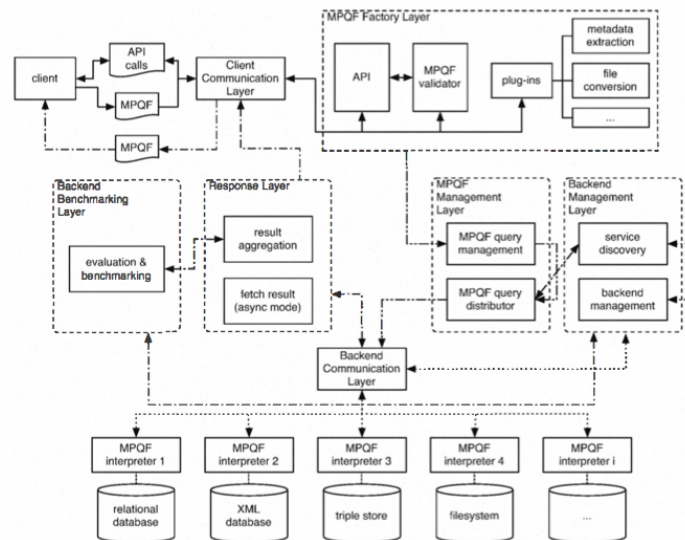 MPQF Factory Layer
metadata
extraction
API
calls
client
Client
Communication
Layer
API
MPQF
validator
plug-ins
file
conversion
MPQF
...
MPQF
Backend
Benchmarking
Layer
Response Layer
MPQF
Management
Layer
Backend
Management
Layer
result
aggregation
MPQF query
management
service
discovery
evaluation &
benchmarking
fetch result
(async mode)
MPQF query
distributor
backend
management
Backend
Communication
Layer
MPQF
interpreter 1
MPQF
interpreter 2
MPQF
interpreter 3
MPQF
interpreter 4
MPQF
interpreter i
relational
database
XML
database
triple store
filesystem
...